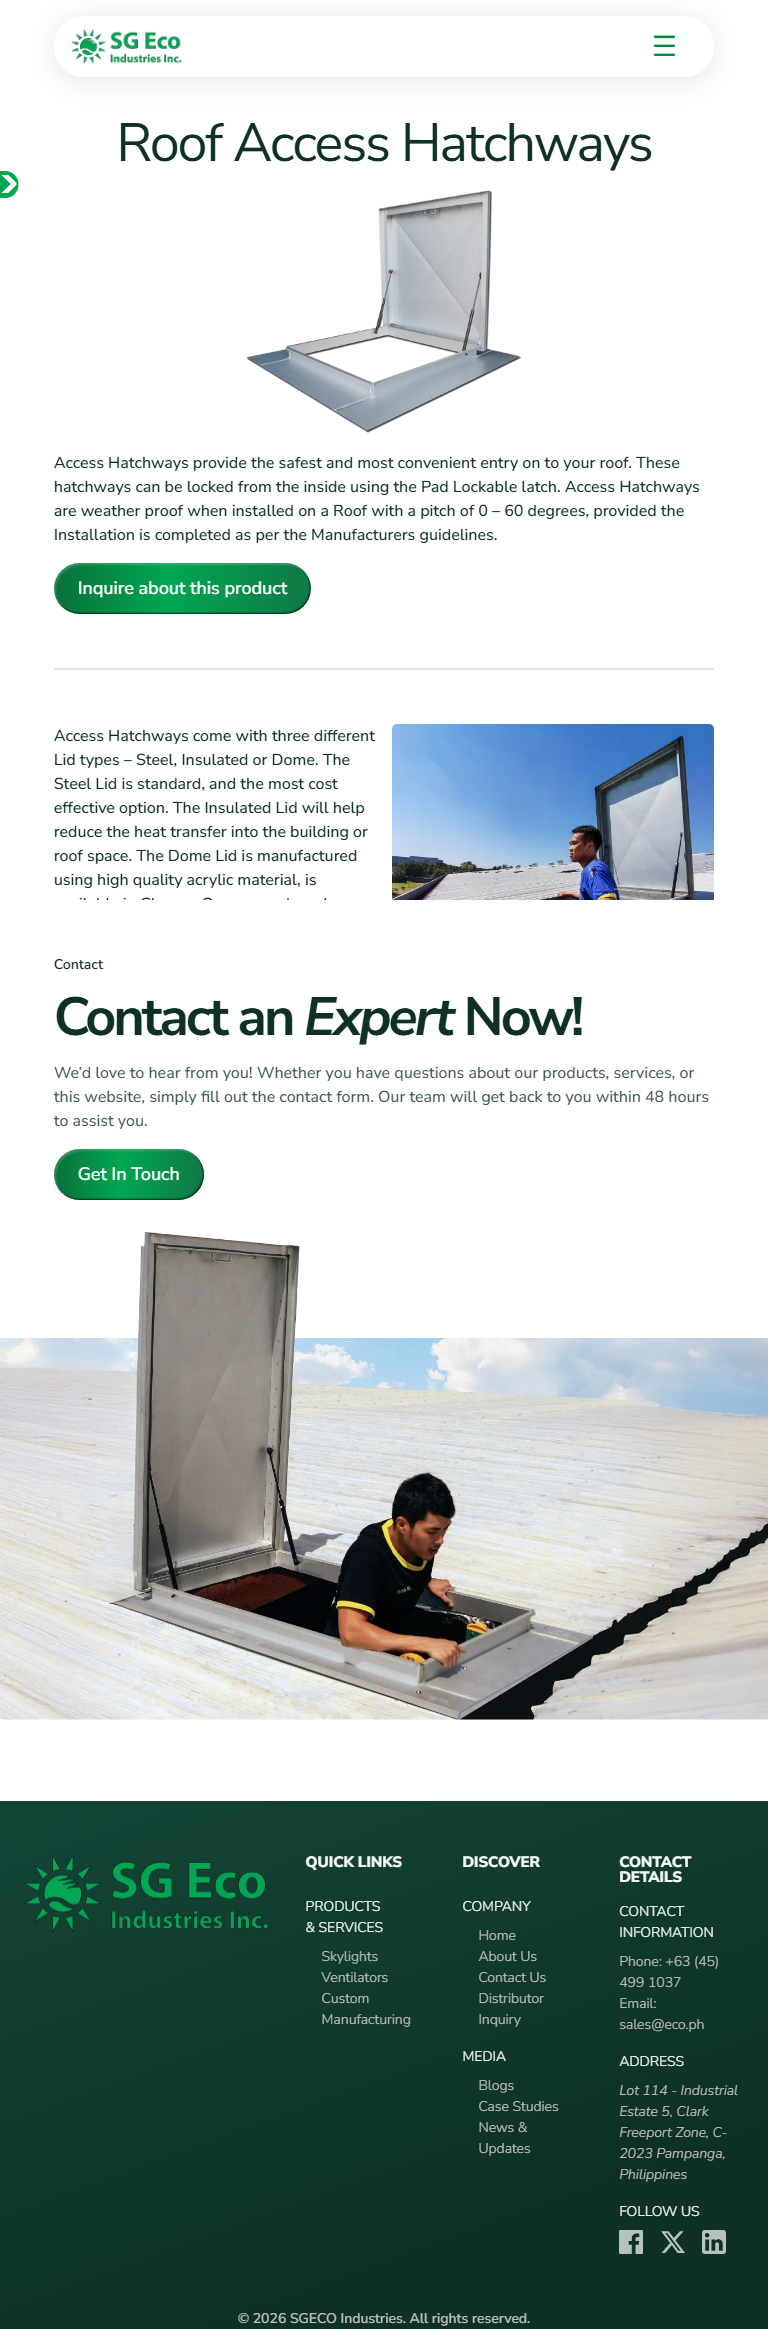 SG Eco
Industries Inc.
Roof Access Hatchways
Access Hatchways provide the safest and most convenient entry on to your roof. These
hatchways can be locked from the inside using the Pad Lockable latch. Access Hatchways
are weather proof when installed on a Roof with a pitch of 0 – 60 degrees, provided the
Installation is completed as per the Manufacturers guidelines.
Inquire about this product
Access Hatchways come with three different
Lid types – Steel, Insulated or Dome. The
Steel Lid is standard, and the most cost
effective option. The Insulated Lid will help
reduce the heat transfer into the building or
roof space. The Dome Lid is manufactured
using high quality acrylic material, is
Contact
Contact an Expert Now!
We’d love to hear from you! Whether you have questions about our products, services, or
this website, simply fill out the contact form. Our team will get back to you within 48 hours
to assist you.
Get In Touch
SG Eco
Industries Inc.
QUICK LINKS
PRODUCTS
& SERVICES
Skylights
Ventilators
Custom
Manufacturing
DISCOVER
COMPANY
Home
About Us
Contact Us
Distributor
Inquiry
MEDIA
Blogs
Case Studies
News &
Updates
CONTACT
DETAILS
CONTACT
INFORMATION
Phone: +63 (45)
499 1037
Email:
sales@eco.ph
ADDRESS
Lot 114 - Industrial
Estate 5, Clark
Freeport Zone, C-
2023 Pampanga,
Philippines
FOLLOW US
© 2026 SGECO Industries. All rights reserved.